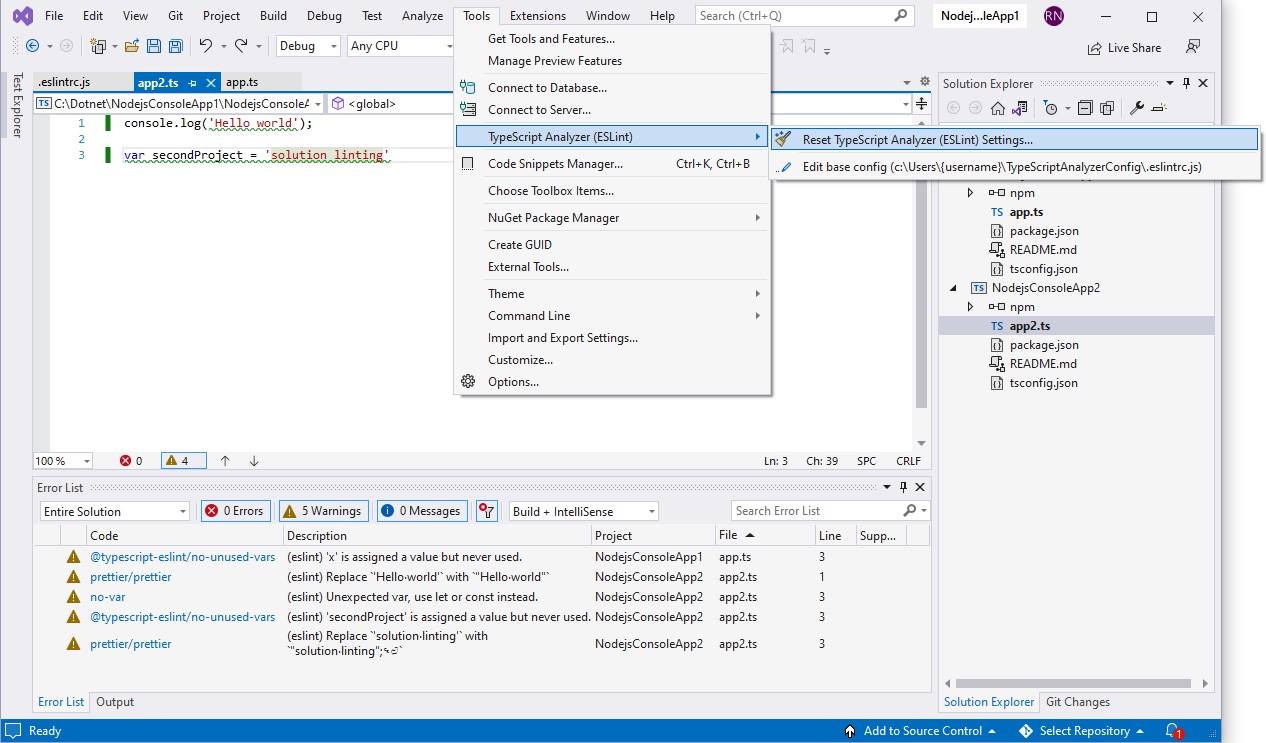 File Edit View Git Project Build Debug Test Analyze Tools Extensions Window Help Search (Ctrl+Q) Nodej...leApp1 RN
Debug Any CPU Live Share
Test Explorer
.eslintrc.js app2.ts app.ts
TS C:\Dotnet\NodejsConsoleApp1\NodejsConsoleA <global>
1 console.log('Hello world');
2
3 var secondProject = 'solution linting'
Get Tools and Features...
Manage Preview Features
Connect to Database...
Connect to Server...
TypeScript Analyzer (ESLint)
Code Snippets Manager... Ctrl+K, Ctrl+B
Choose Toolbox Items...
NuGet Package Manager
Create GUID
External Tools...
Theme
Command Line
Import and Export Settings...
Customize...
Options...
Reset TypeScript Analyzer (ESLint) Settings...
Edit base config (c:\Users\{username}\TypeScriptAnalyzerConfig\.eslintrc.js)
Solution Explorer
npm
TS app.ts
package.json
README.md
tsconfig.json
TS NodejsConsoleApp2
npm
TS app2.ts
package.json
README.md
tsconfig.json
100 % 0 4 Ln: 3 Ch: 39 SPC CRLF
Error List
Entire Solution 0 Errors 5 Warnings 0 Messages Build + IntelliSense Search Error List
Code Description Project File Line Supp...
@typescript-eslint/no-unused-vars (eslint) 'x' is assigned a value but never used. NodejsConsoleApp1 app.ts 3
prettier/prettier (eslint) Replace `'Hello·world'` with `"Hello·world"` NodejsConsoleApp2 app2.ts 1
no-var (eslint) Unexpected var, use let or const instead. NodejsConsoleApp2 app2.ts 3
@typescript-eslint/no-unused-vars (eslint) 'secondProject' is assigned a value but never used. NodejsConsoleApp2 app2.ts 3
prettier/prettier (eslint) Replace `'solution·linting'` with NodejsConsoleApp2 app2.ts 3
`"solution·linting";␍⏎`
Error List Output
Solution Explorer Git Changes
Ready Add to Source Control Select Repository 1